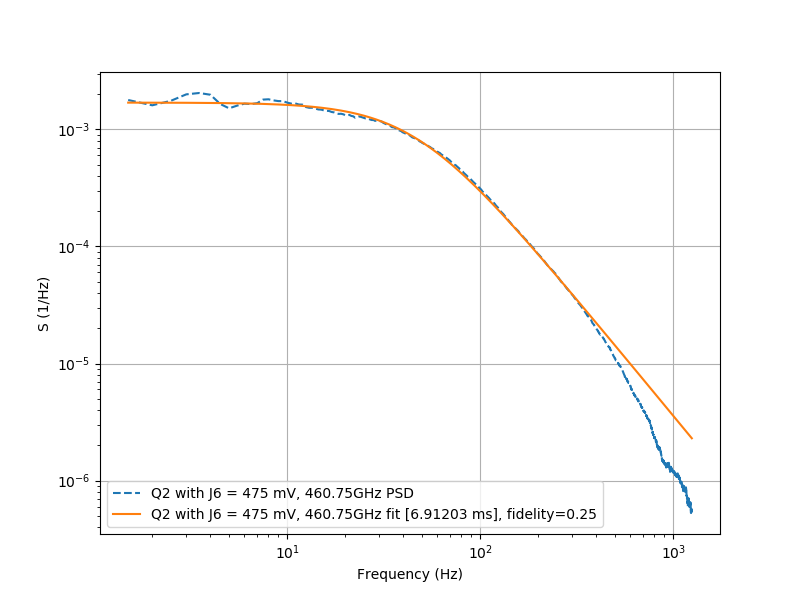 10⁻³
10⁻⁴
10⁻⁵
10⁻⁶
S (1/Hz)
Q2 with J6 = 475 mV, 460.75GHz PSD
Q2 with J6 = 475 mV, 460.75GHz fit [6.91203 ms], fidelity=0.25
10¹ 10² 10³
Frequency (Hz)